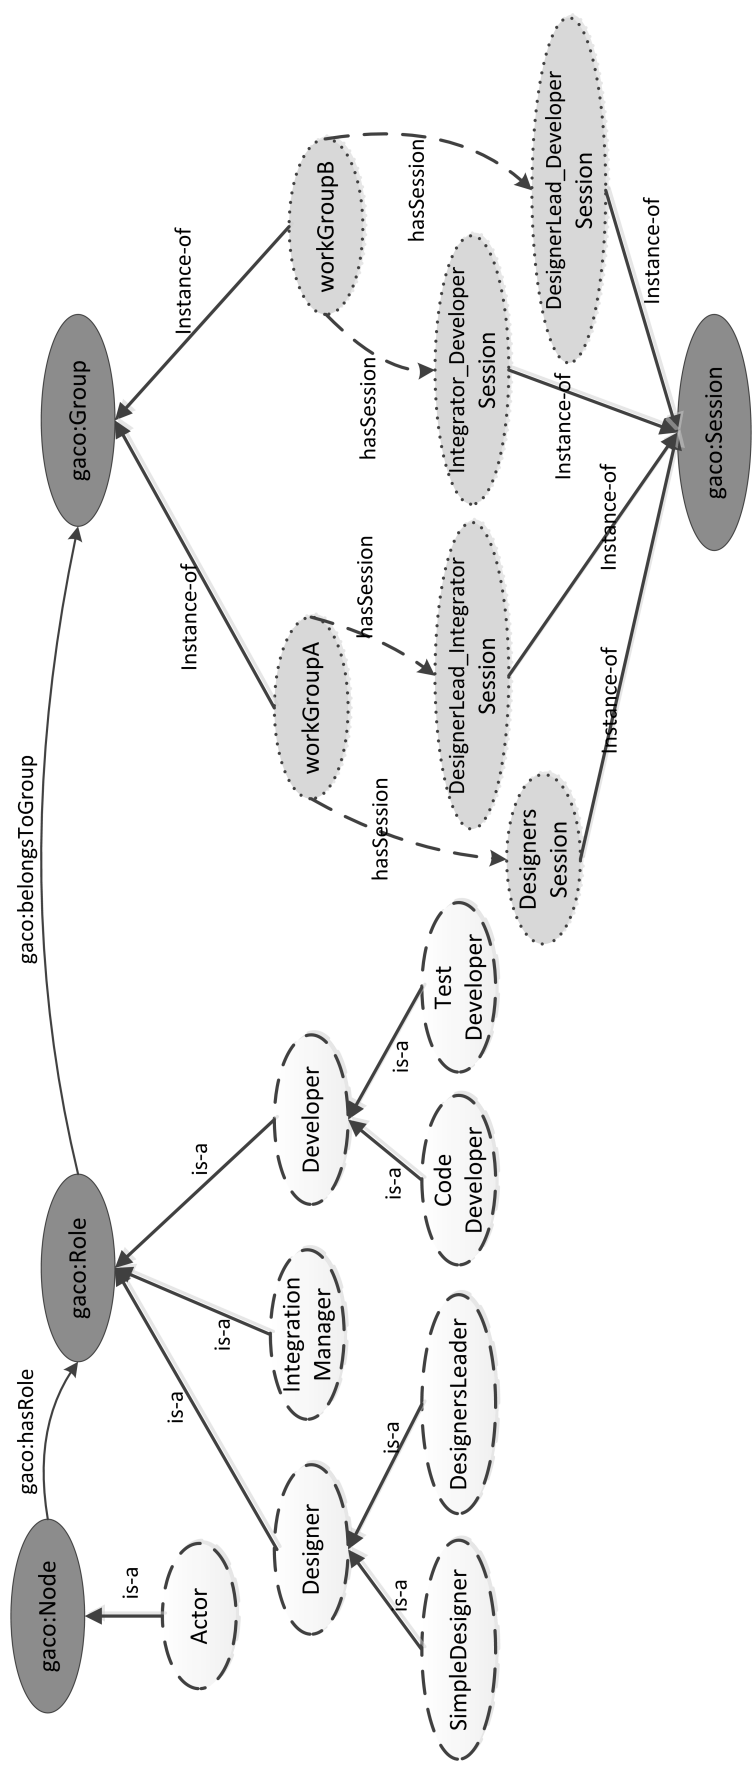 gaco:hasRole
gaco:belongsToGroup
gaco:Node
gaco:Role
gaco:Group
is-a
is-a
is-a
is-a
Instance-of
Instance-of
Actor
Designer
Integration
Manager
Developer
workGroupA
workGroupB
is-a
is-a
is-a
is-a
hasSession
hasSession
hasSession
hasSession
SimpleDesigner
DesignersLeader
Code
Developer
Test
Developer
Designers
Session
DesignerLead_Integrator
Session
Integrator_Developer
Session
DesignerLead_Developer
Session
Instance-of
Instance-of
Instance-of
Instance-of
gaco:Session